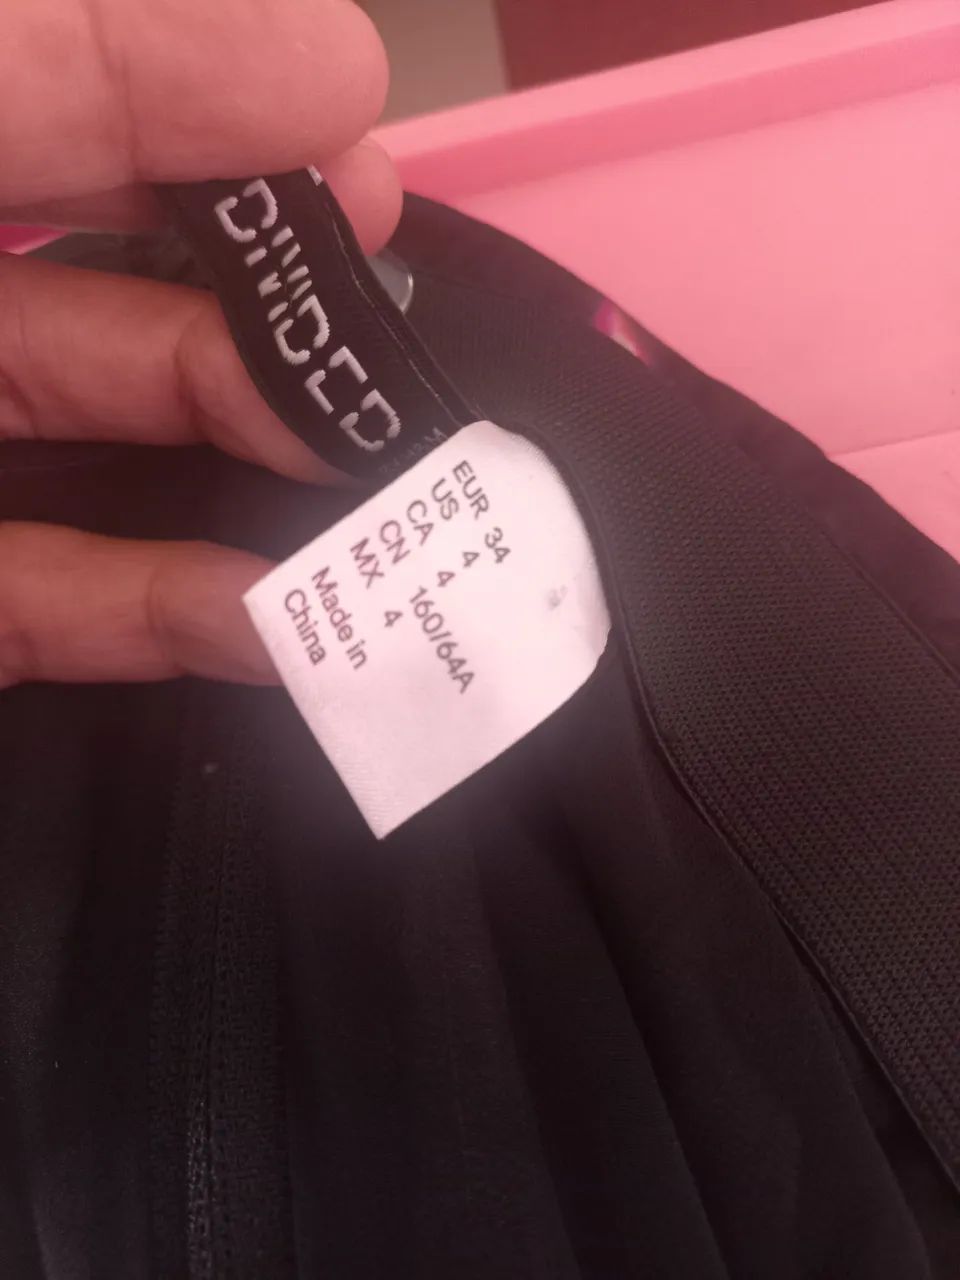 DIVIDED
H&M
EUR 34
US 4
CA 4
CN 160/64A
MX 4
Made in
China